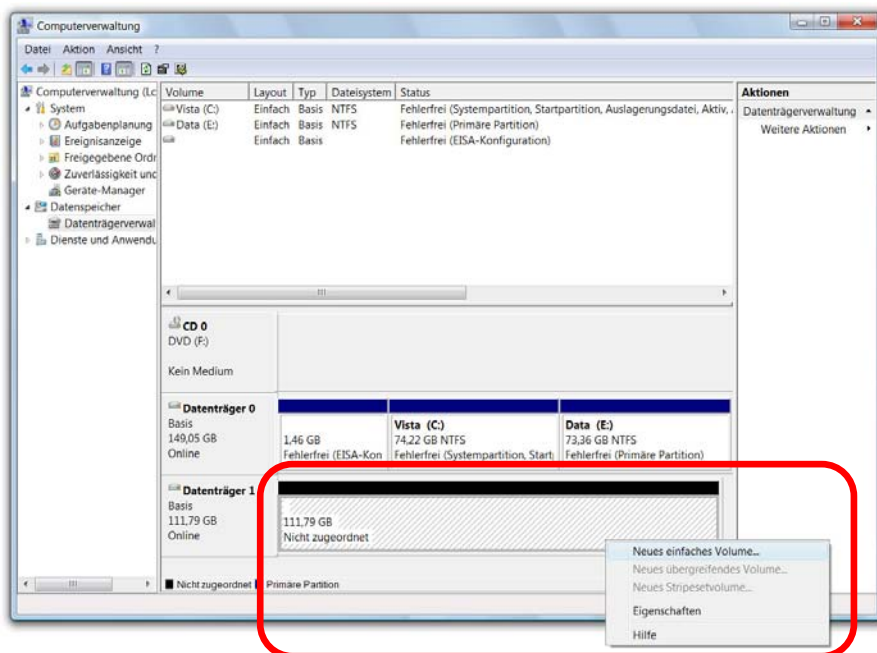 Computerverwaltung
Datei Aktion Ansicht ?
Computerverwaltung (Lc
System
Aufgabenplanung
Ereignisanzeige
Freigegebene Ordr
Zuverlässigkeit und
Geräte-Manager
Datenspeicher
Datenträgerverwal
Dienste und Anwendu
Volume Layout Typ Dateisystem Status
Vista (C:) Einfach Basis NTFS Fehlerfrei (Systempartition, Startpartition, Auslagerungsdatei, Aktiv,
Data (E:) Einfach Basis NTFS Fehlerfrei (Primäre Partition)
Einfach Basis Fehlerfrei (EISA-Konfiguration)
Aktionen
Datenträgerverwaltung
Weitere Aktionen
CD 0
DVD (F:)
Kein Medium
Datenträger 0
Basis
149,05 GB
Online
1,46 GB
Fehlerfrei (EISA-Kon
Vista (C:)
74,22 GB NTFS
Fehlerfrei (Systempartition, Start
Data (E:)
73,36 GB NTFS
Fehlerfrei (Primäre Partition)
Datenträger 1
Basis
111,79 GB
Online
111,79 GB
Nicht zugeordnet
Nicht zugeordnet Primäre Partition
Neues einfaches Volume...
Neues übergreifendes Volume...
Neues Stripesetvolume...
Eigenschaften
Hilfe